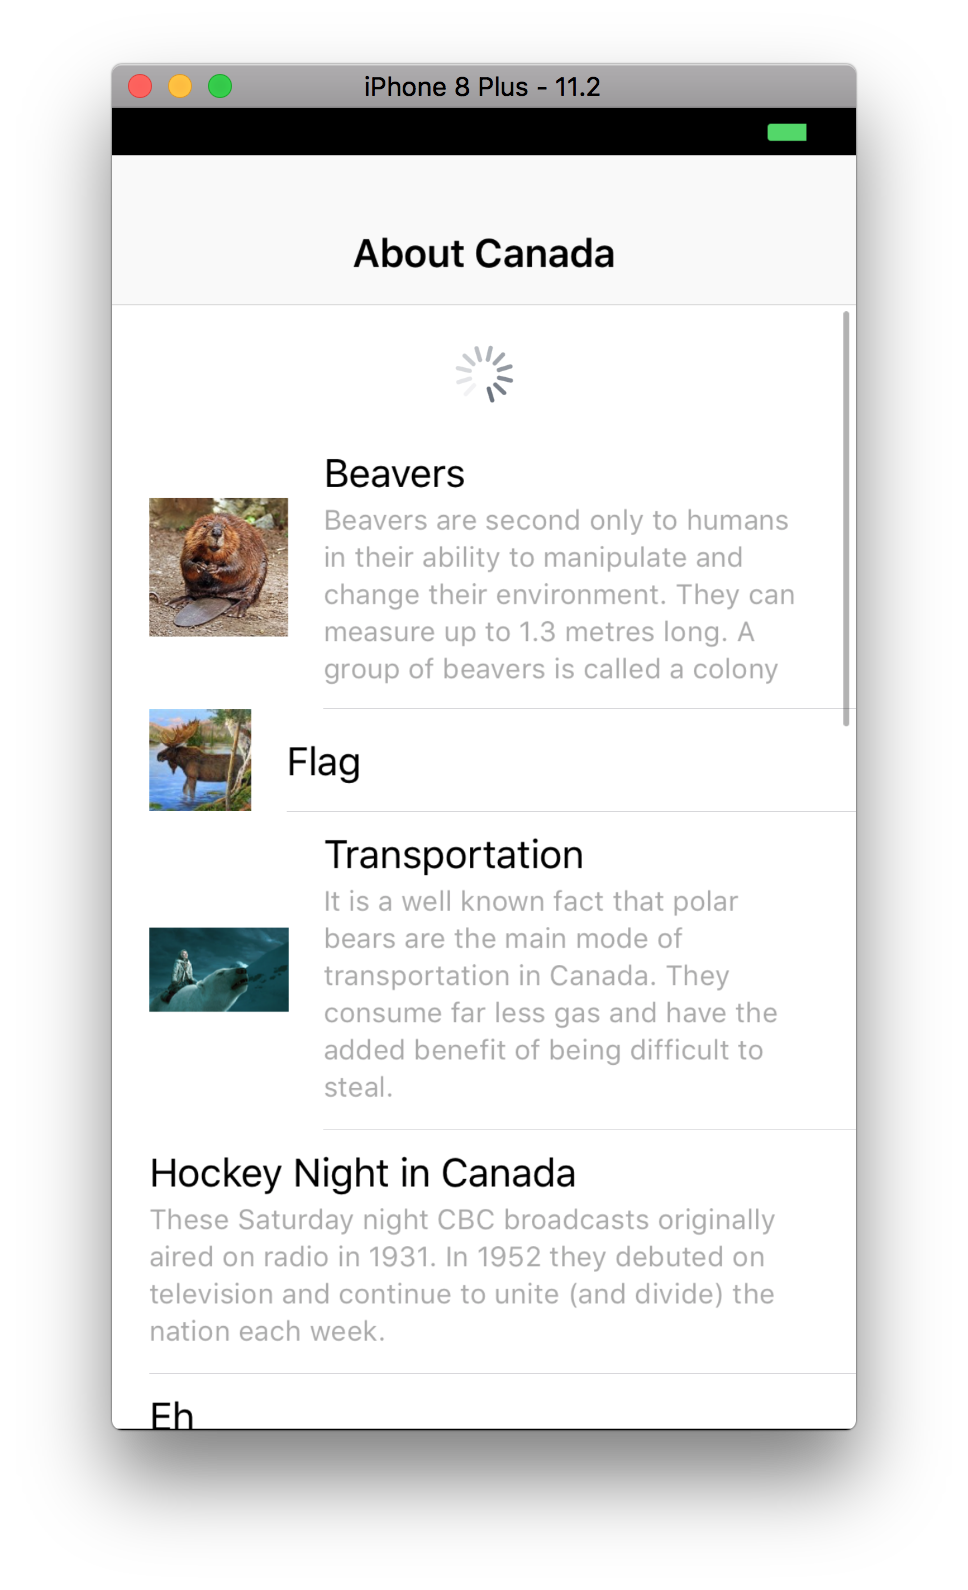 iPhone 8 Plus - 11.2
About Canada
Beavers
Beavers are second only to humans
in their ability to manipulate and
change their environment. They can
measure up to 1.3 metres long. A
group of beavers is called a colony
Flag
Transportation
It is a well known fact that polar
bears are the main mode of
transportation in Canada. They
consume far less gas and have the
added benefit of being difficult to
steal.
Hockey Night in Canada
These Saturday night CBC broadcasts originally
aired on radio in 1931. In 1952 they debuted on
television and continue to unite (and divide) the
nation each week.
Eh